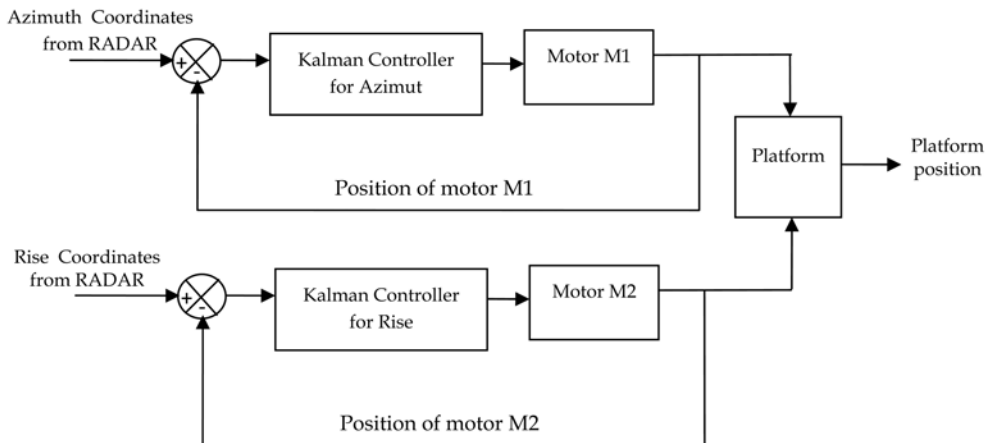 Azimuth Coordinates
from RADAR
+
-
Kalman Controller
for Azimut
Motor M1
Position of motor M1
Platform
Platform
position
Rise Coordinates
from RADAR
+
-
Kalman Controller
for Rise
Motor M2
Position of motor M2